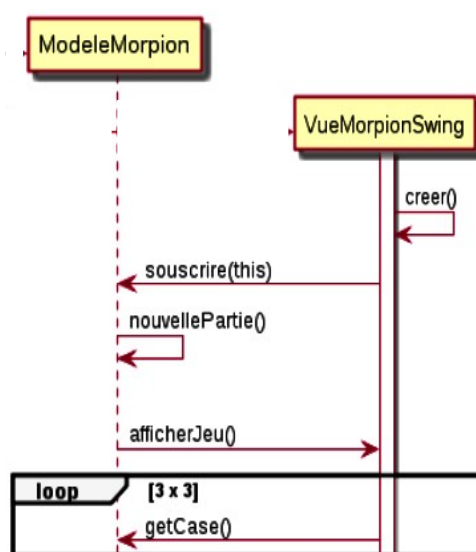 ModeleMorpion
VueMorpionSwing
creer()
souscrire(this)
nouvellePartie()
afficherJeu()
loop [3 x 3]
getCase()